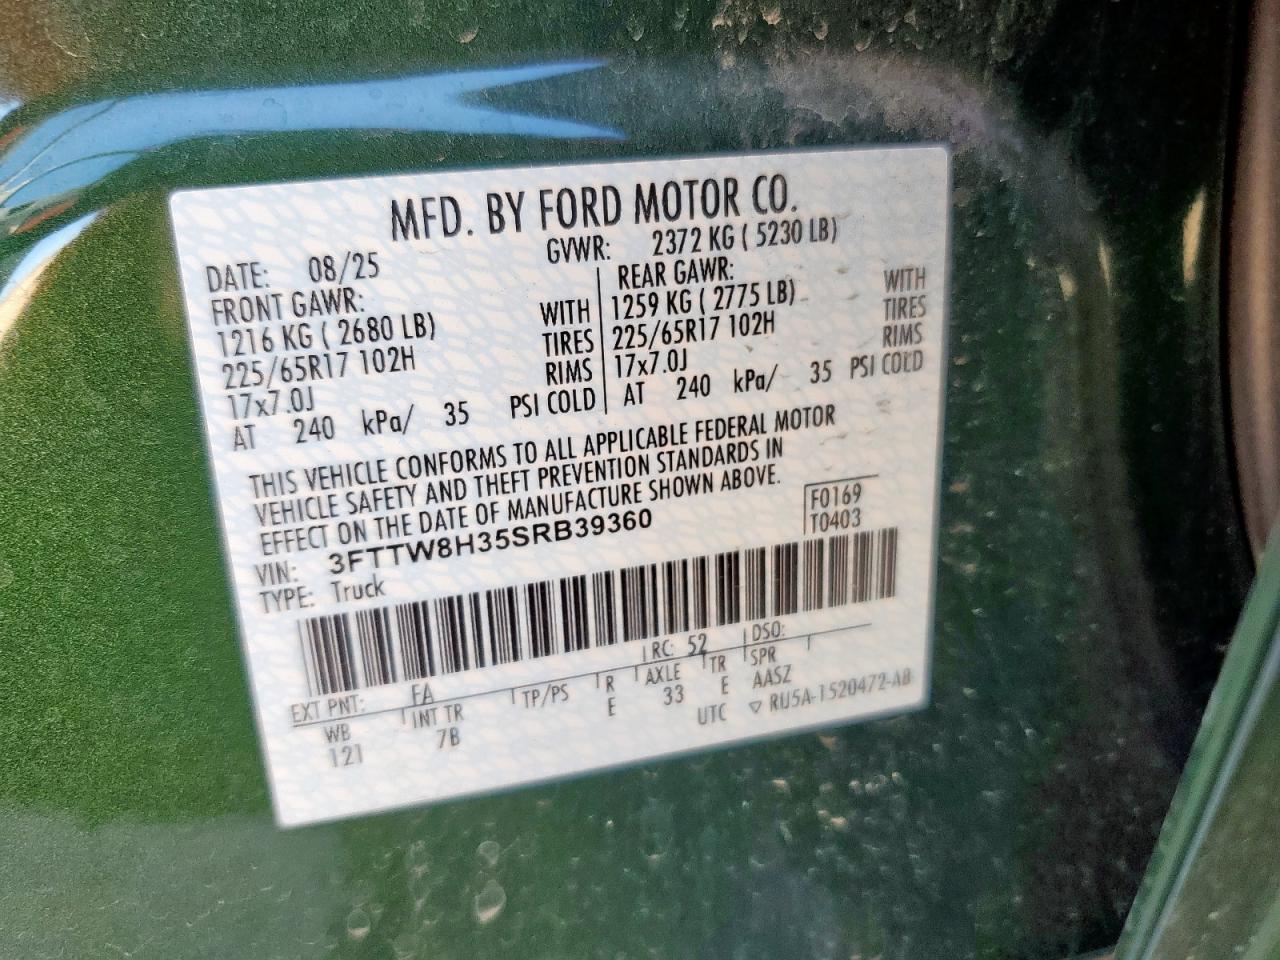 MFD. BY FORD MOTOR CO.
DATE: 08/25 GVWR: 2372 KG ( 5230 LB)
FRONT GAWR: REAR GAWR:
1216 KG ( 2680 LB) WITH 1259 KG ( 2775 LB) WITH
225/65R17 102H TIRES 225/65R17 102H TIRES
17x7.0J RIMS 17x7.0J RIMS
AT 240 kPa/ 35 PSI COLD AT 240 kPa/ 35 PSI COLD
THIS VEHICLE CONFORMS TO ALL APPLICABLE FEDERAL MOTOR
VEHICLE SAFETY AND THEFT PREVENTION STANDARDS IN
EFFECT ON THE DATE OF MANUFACTURE SHOWN ABOVE.
F0169
VIN: 3FTTW8H35SRB39360 T0403
TYPE: Truck
EXT PNT: FA RC: 52 DSO:
WB INT TR TP/PS R AXLE TR SPR
121 7B E 33 E AASZ
UTC ▽ RU5A-1520472-AB